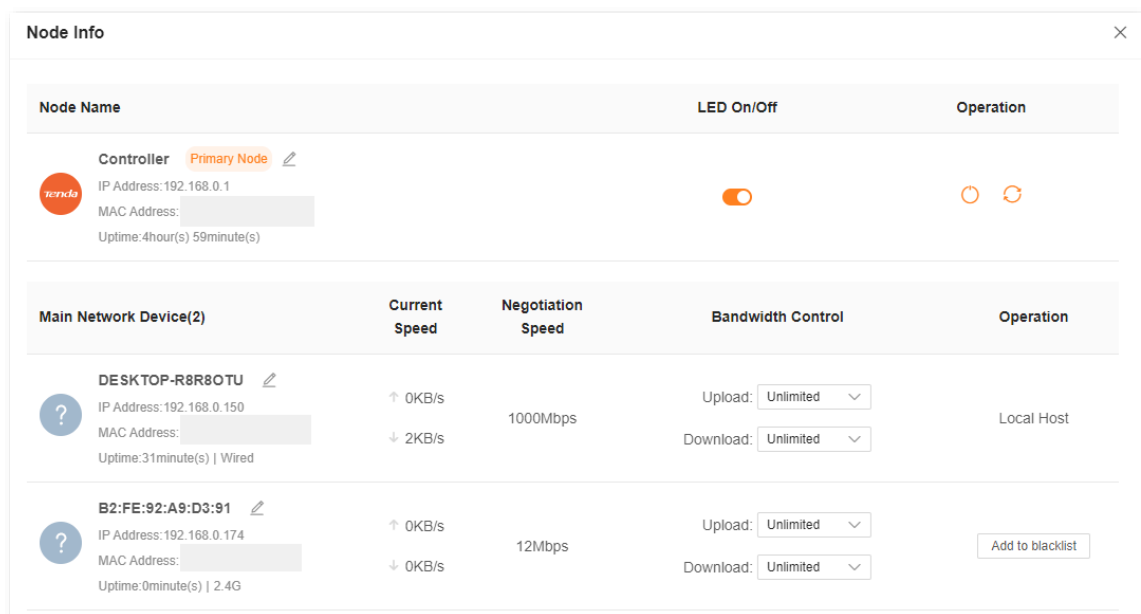 Node Info
Node Name LED On/Off Operation
Controller Primary Node
Tenda
IP Address:192.168.0.1
MAC Address:
Uptime:4hour(s) 59minute(s)
Main Network Device(2) Current Speed Negotiation Speed Bandwidth Control Operation
DESKTOP-R8R8OTU
?
IP Address:192.168.0.150
MAC Address:
Uptime:31minute(s) | Wired
0KB/s
2KB/s
1000Mbps
Upload: Unlimited
Download: Unlimited
Local Host
B2:FE:92:A9:D3:91
?
IP Address:192.168.0.174
MAC Address:
Uptime:0minute(s) | 2.4G
0KB/s
0KB/s
12Mbps
Upload: Unlimited
Download: Unlimited
Add to blacklist